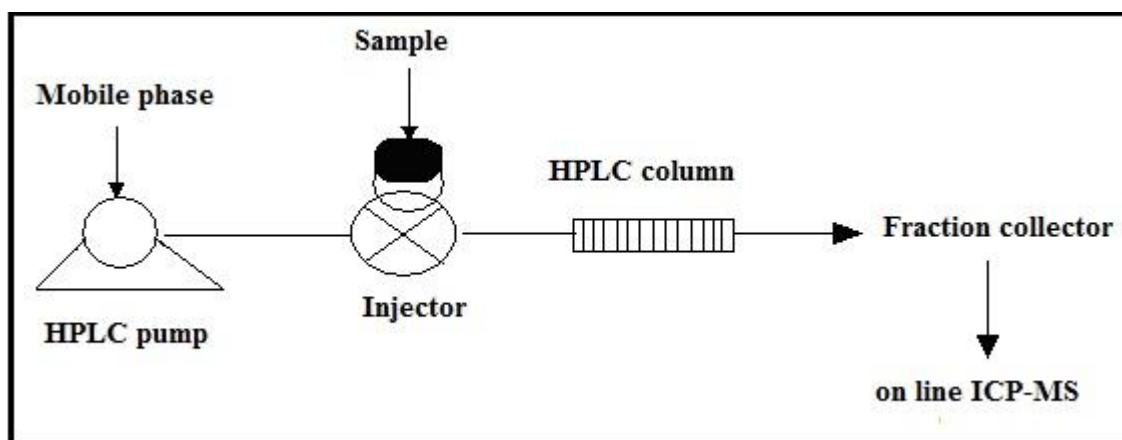 Sample
Mobile phase
HPLC column
Fraction collector
Injector
HPLC pump
on line ICP-MS